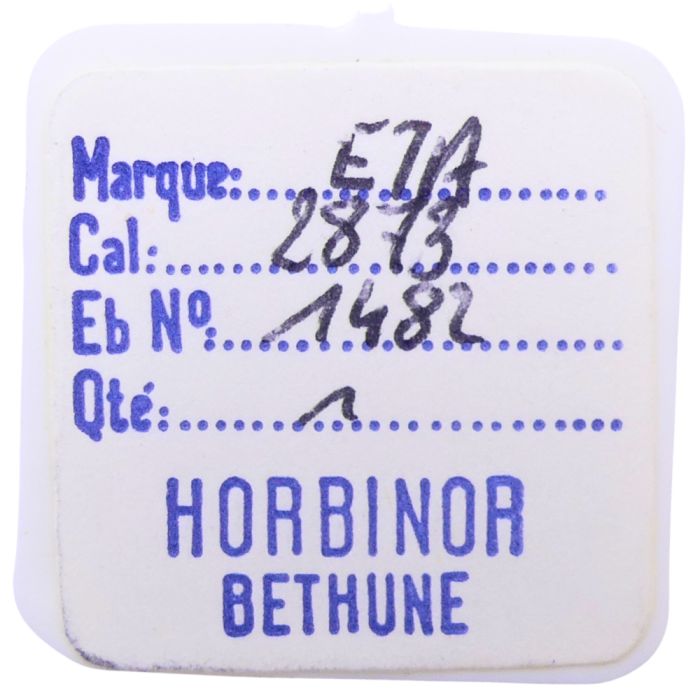 Marque: ETA
Cal: 2873
Eb Nº: 1482
Qté: 1
HORBINOR
BETHUNE